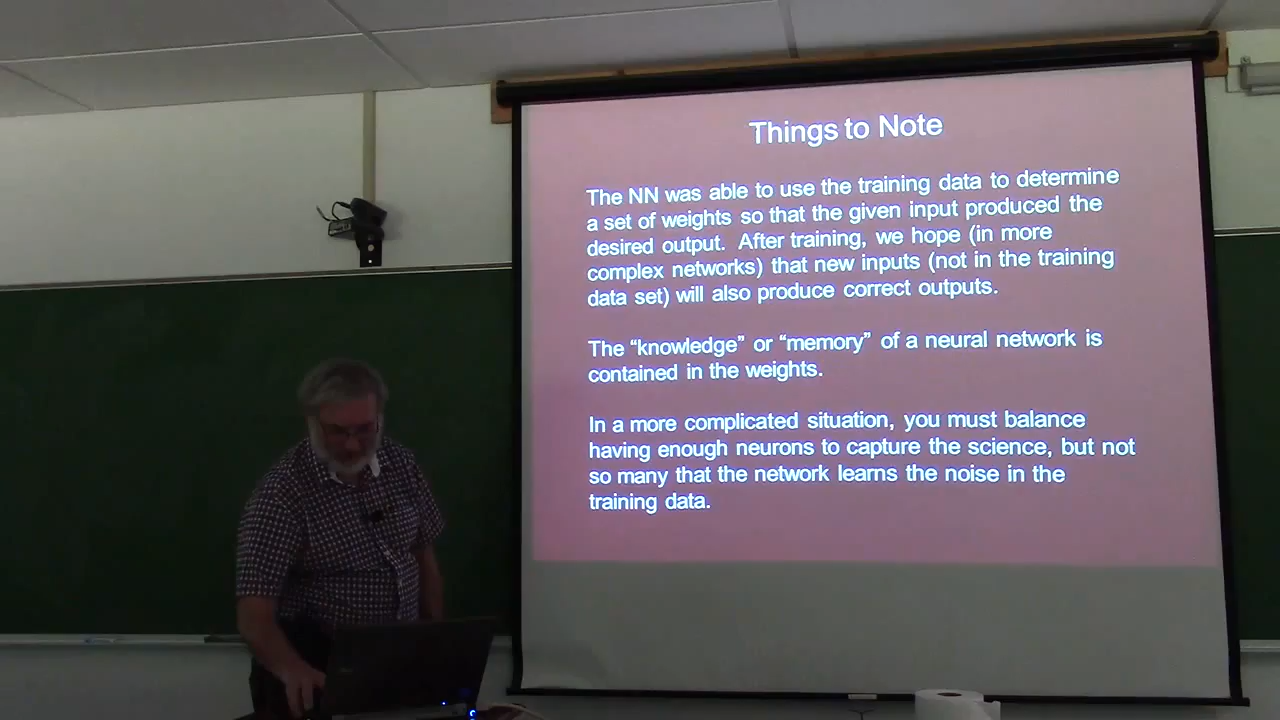 Things to Note
The NN was able to use the training data to determine
a set of weights so that the given input produced the
desired output. After training, we hope (in more
complex networks) that new inputs (not in the training
data set) will also produce correct outputs.
The “knowledge” or “memory” of a neural network is
contained in the weights.
In a more complicated situation, you must balance
having enough neurons to capture the science, but not
so many that the network learns the noise in the
training data.